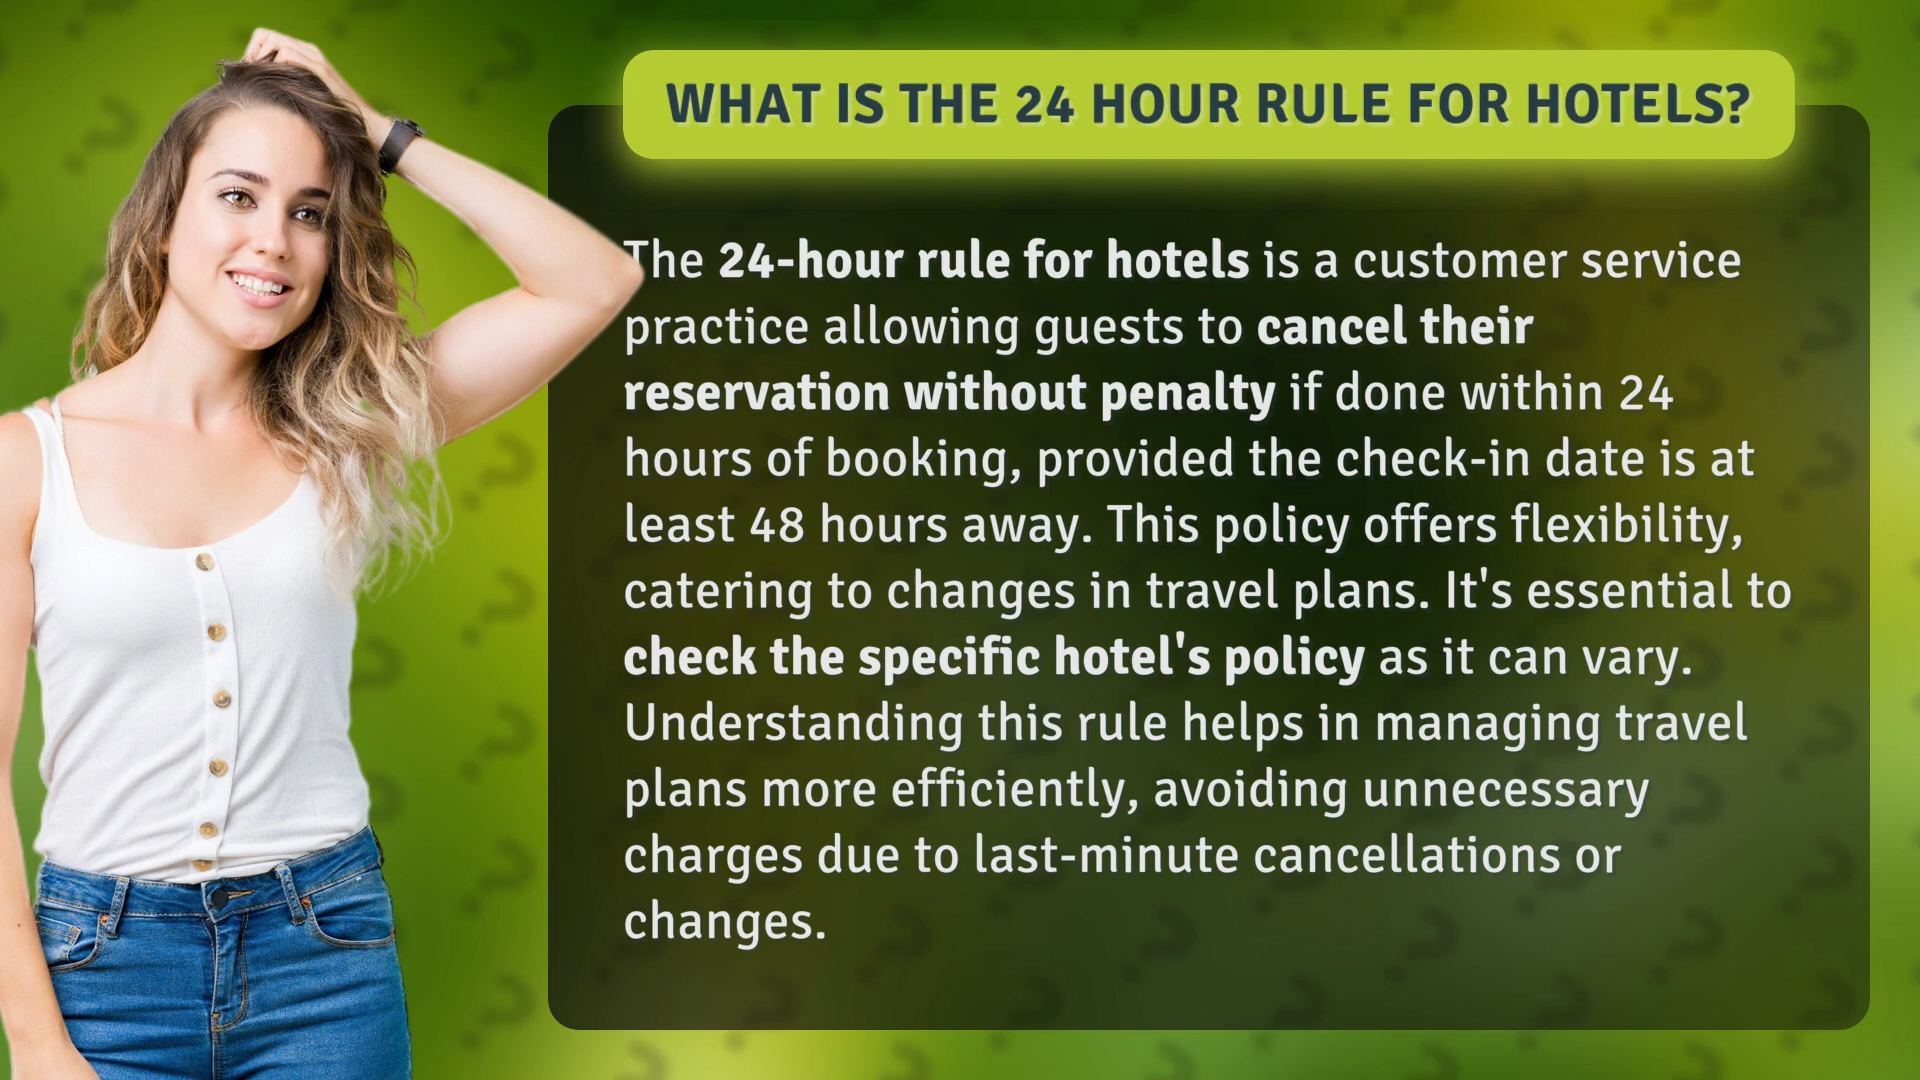 WHAT IS THE 24 HOUR RULE FOR HOTELS?
The 24-hour rule for hotels is a customer service
practice allowing guests to cancel their
reservation without penalty if done within 24
hours of booking, provided the check-in date is at
least 48 hours away. This policy offers flexibility,
catering to changes in travel plans. It's essential to
check the specific hotel's policy as it can vary.
Understanding this rule helps in managing travel
plans more efficiently, avoiding unnecessary
charges due to last-minute cancellations or
changes.